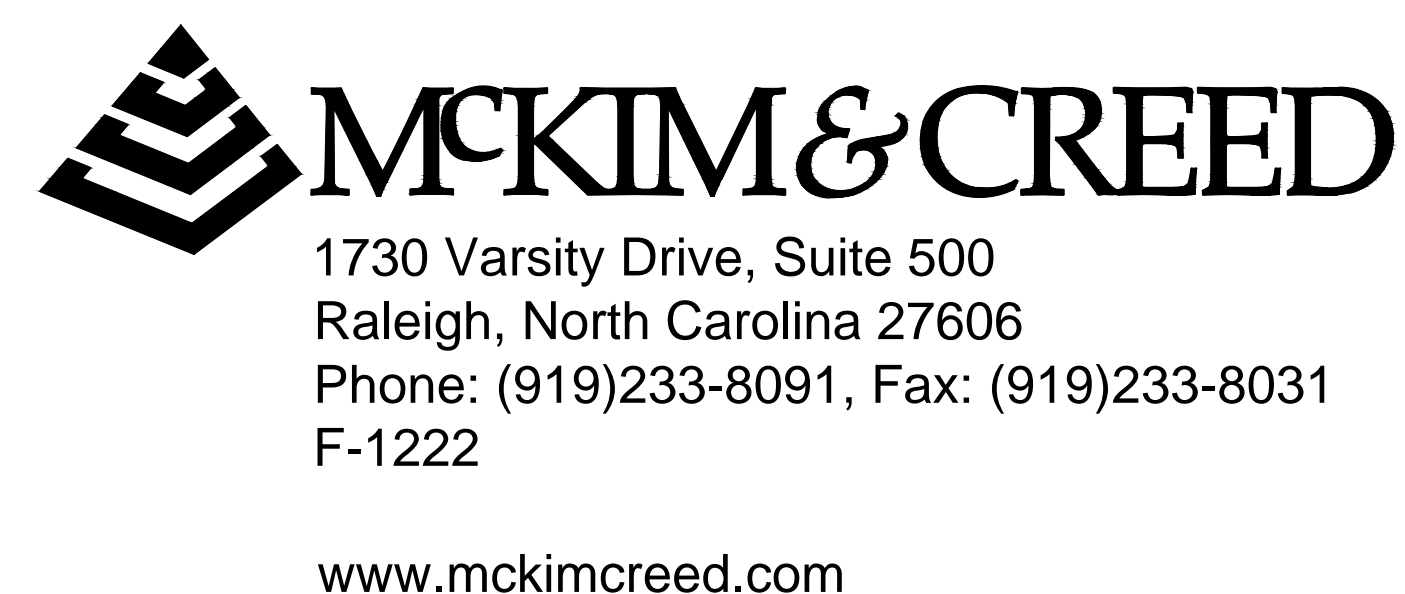 McKIM & CREED
1730 Varsity Drive, Suite 500
Raleigh, North Carolina 27606
Phone: (919)233-8091, Fax: (919)233-8031
F-1222
www.mckimcreed.com